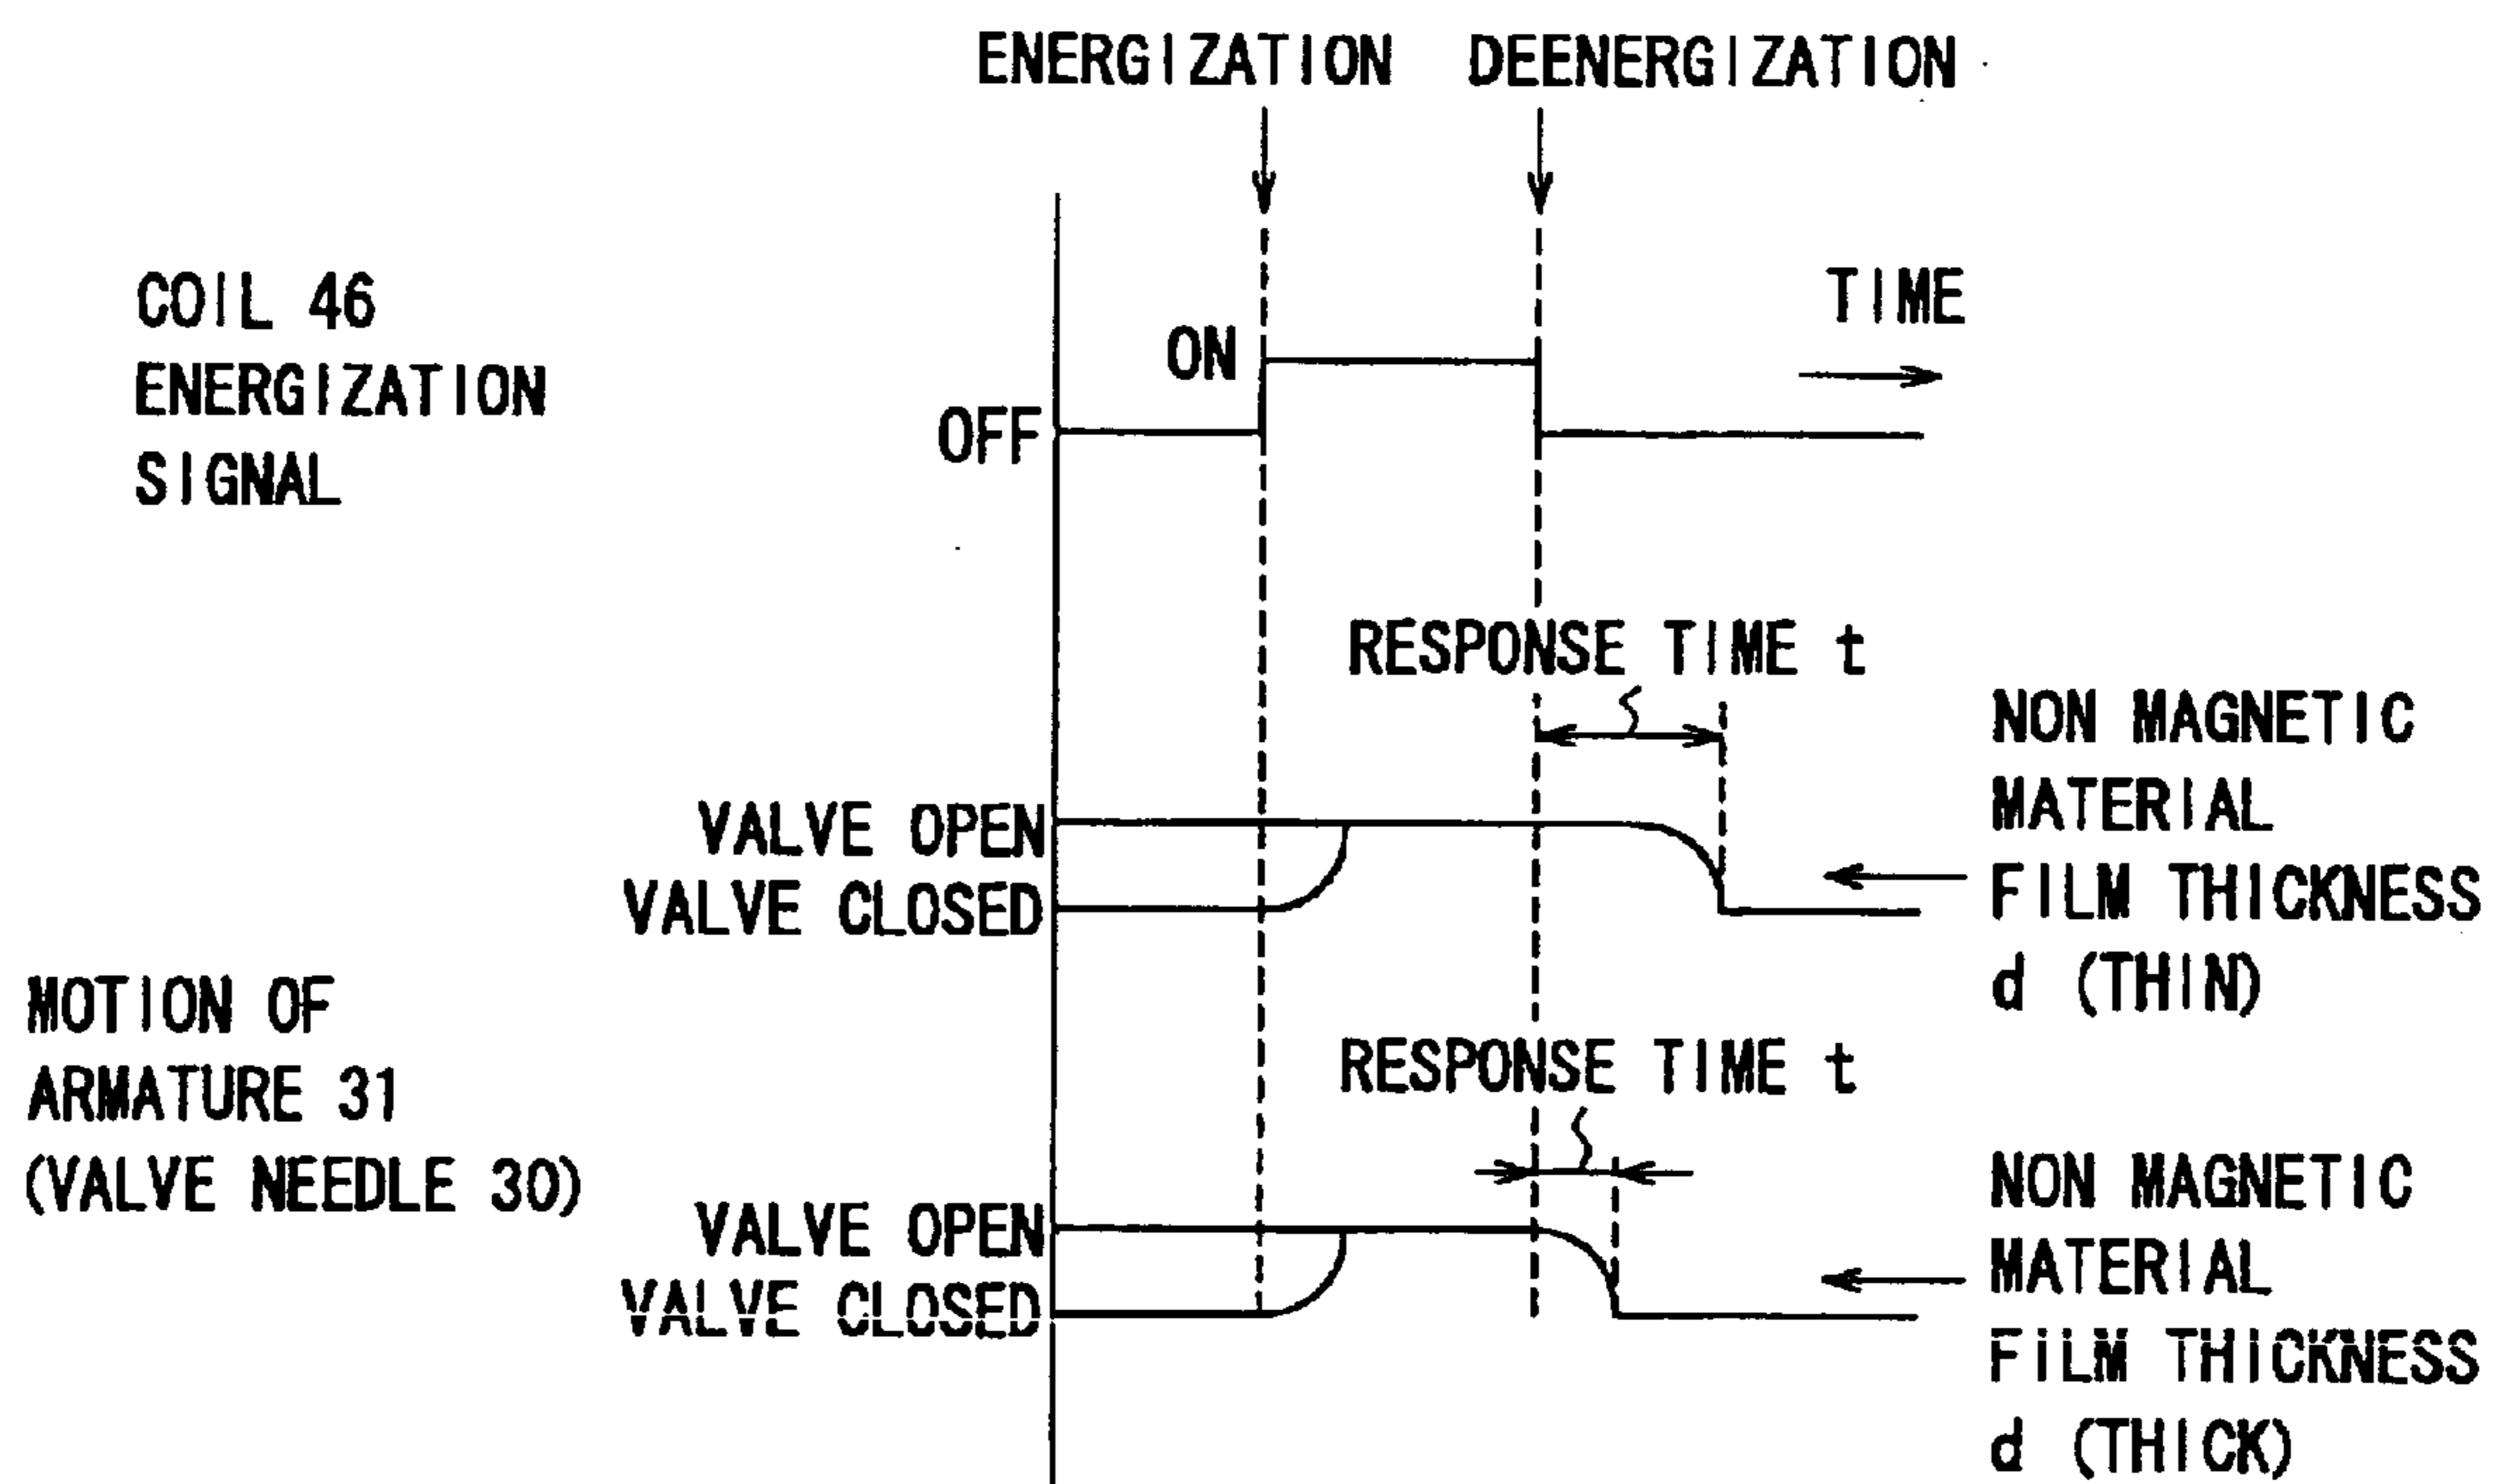 ENERGIZATION
DEENERGIZATION
COIL 46
ENERGIZATION
SIGNAL
ON
OFF
TIME
RESPONSE TIME t
VALVE OPEN
VALVE CLOSED
NON MAGNETIC
MATERIAL
FILM THICKNESS
d (THIN)
MOTION OF
ARMATURE 31
(VALVE NEEDLE 30)
RESPONSE TIME t
VALVE OPEN
VALVE CLOSED
NON MAGNETIC
MATERIAL
FILM THICKNESS
d (THICK)